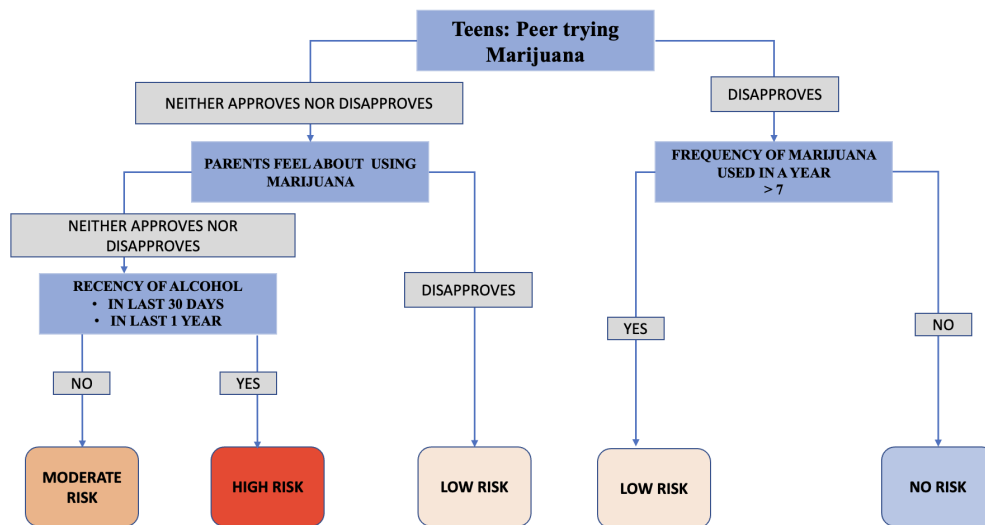 Teens: Peer trying
Marijuana
NEITHER APPROVES NOR DISAPPROVES
DISAPPROVES
PARENTS FEEL ABOUT USING
MARIJUANA
FREQUENCY OF MARIJUANA
USED IN A YEAR
> 7
NEITHER APPROVES NOR
DISAPPROVES
RECENCY OF ALCOHOL
• IN LAST 30 DAYS
• IN LAST 1 YEAR
DISAPPROVES
YES
NO
NO
YES
MODERATE
RISK
HIGH RISK
LOW RISK
LOW RISK
NO RISK